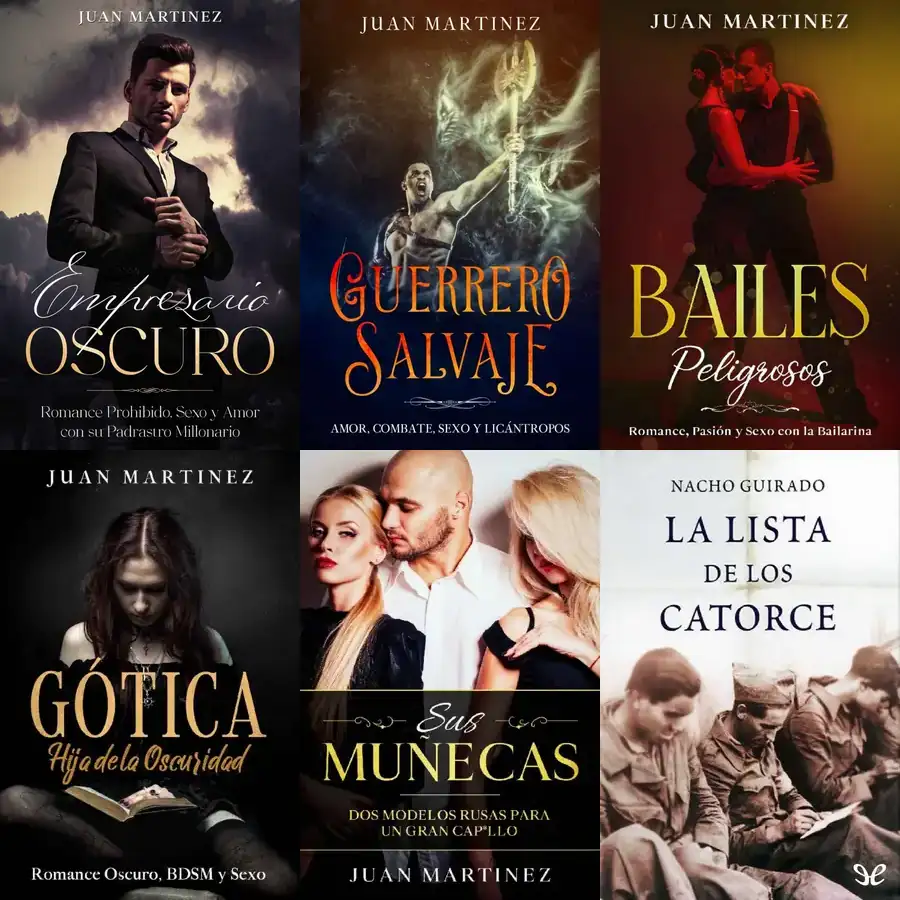 JUAN MARTINEZ
Empresario
OSCURO
Romance Prohibido, Sexo y Amor
con su Padrastro Millonario
JUAN MARTINEZ
GUERRERO
SALVAJE
AMOR, COMBATE, SEXO Y LICÁNTROPOS
JUAN MARTINEZ
BAILES
Peligrosos
Romance, Pasión y Sexo con la Bailarina
JUAN MARTINEZ
GÓTICA
Hija de la Oscuridad
Romance Oscuro, BDSM y Sexo
Sus
MUÑECAS
DOS MODELOS RUSAS PARA
UN GRAN CAP*LLO
JUAN MARTINEZ
NACHO GUIRADO
LA LISTA
DE LOS
CATORCE